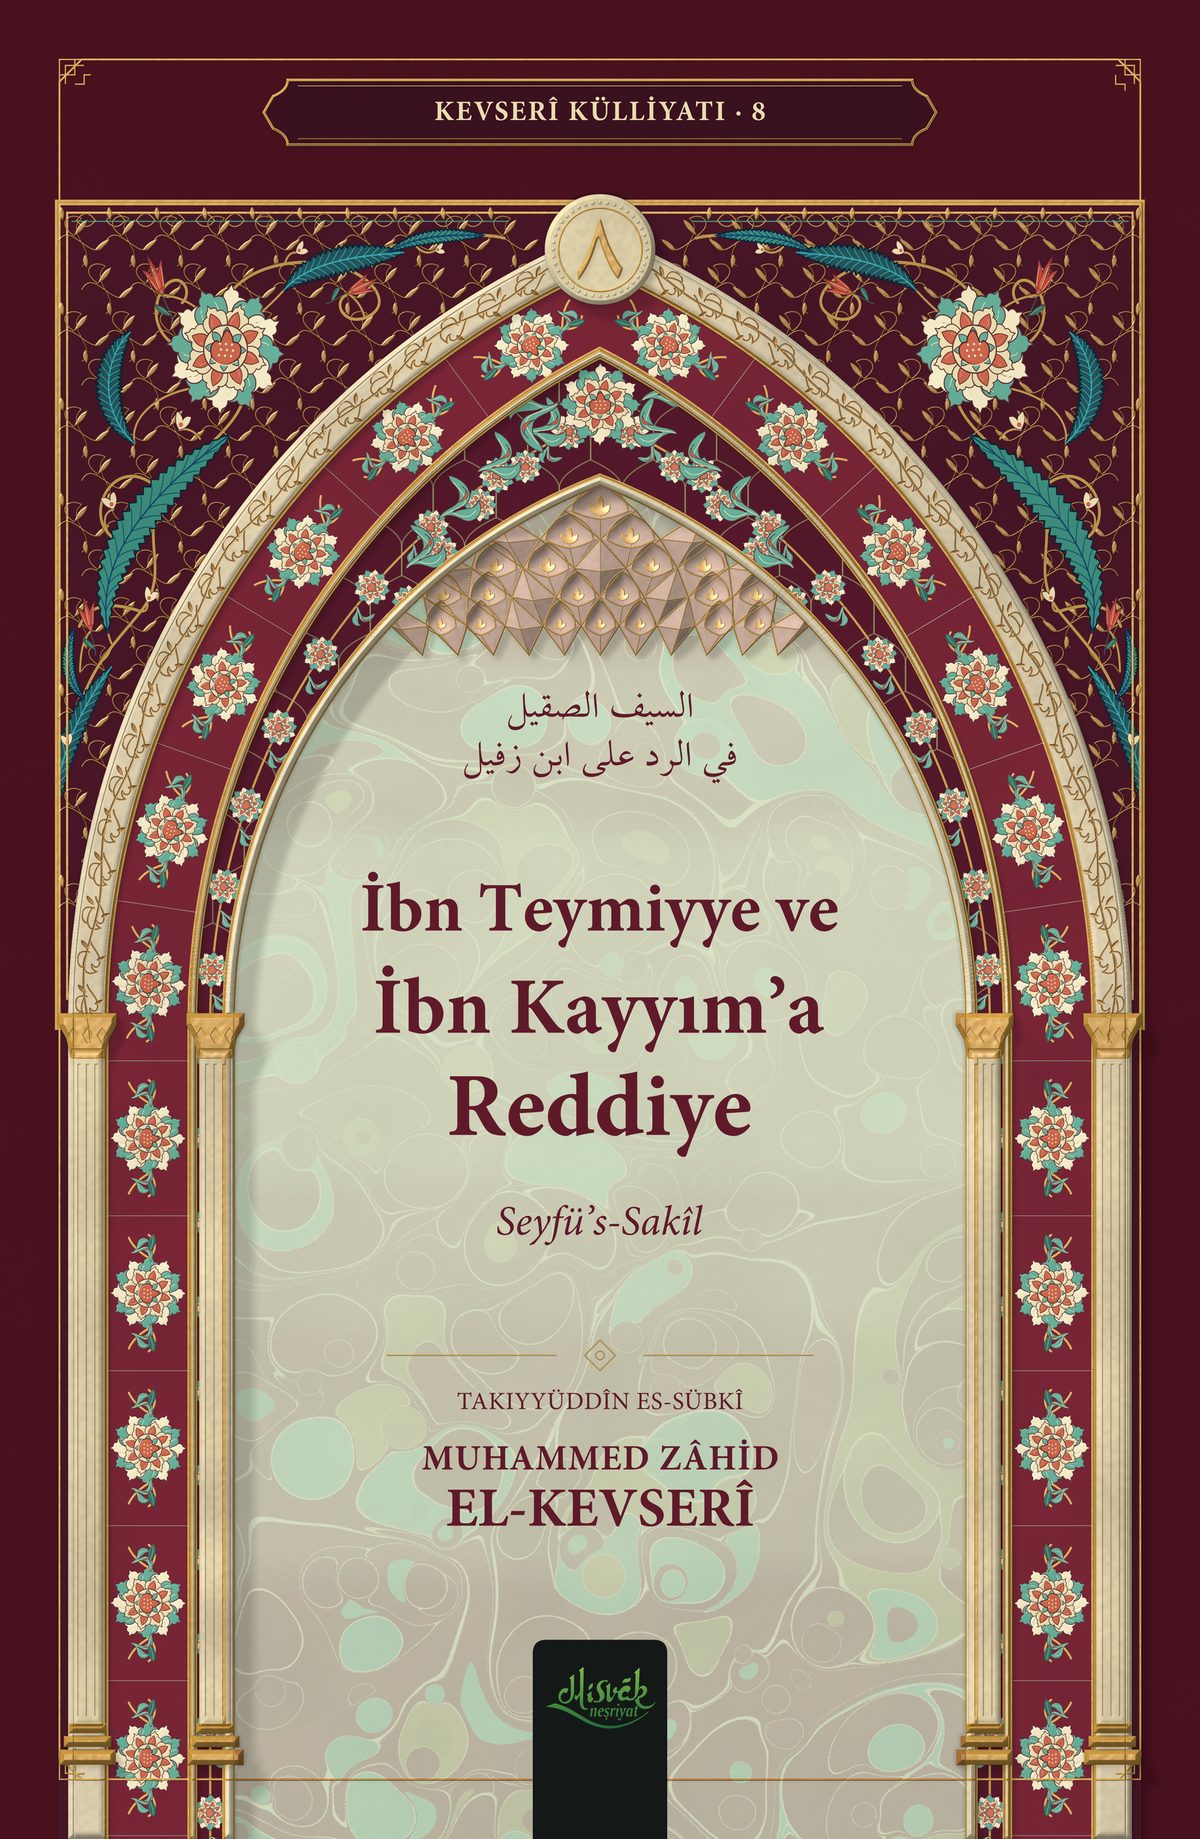 KEVSERÎ KÜLLİYATI · 8
٨
السيف الصقيل
في الرد على ابن زفيل
İbn Teymiyye ve
İbn Kayyım’a
Reddiye
Seyfü’s-Sakîl
TAKIYYÜDDÎN ES-SÜBKÎ
MUHAMMED ZÂHİD
EL-KEVSERÎ
Misvâk
neşriyat